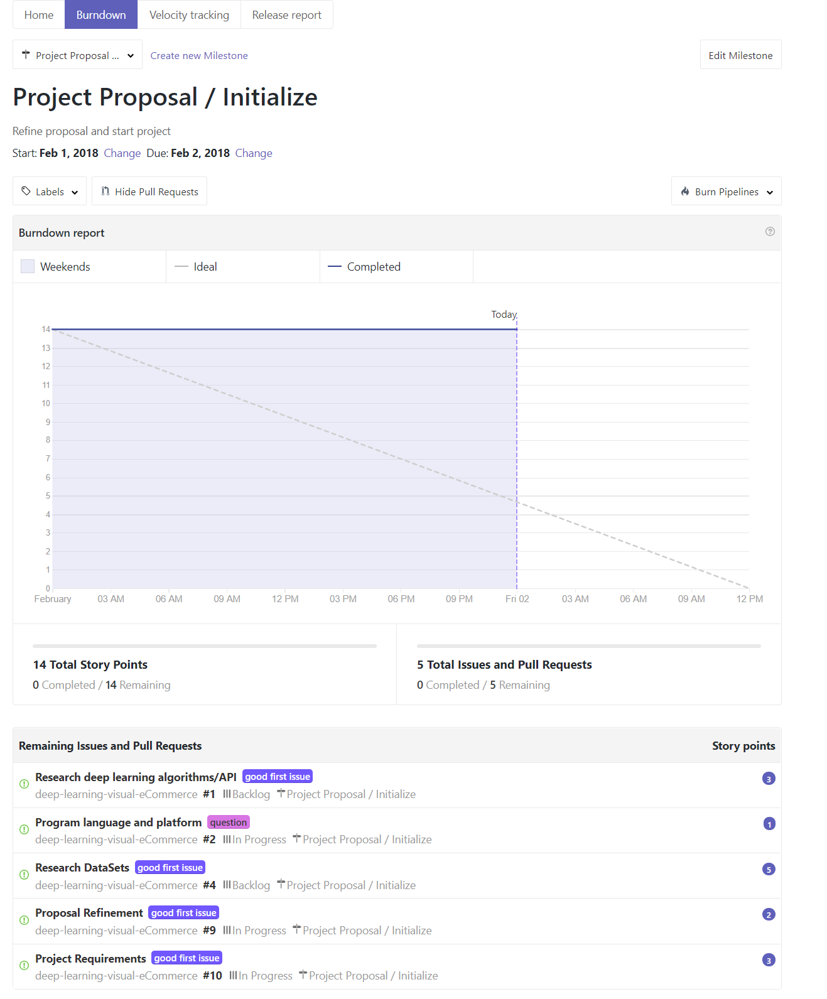 Home Burndown Velocity tracking Release report
Project Proposal ... Create new Milestone Edit Milestone
Project Proposal / Initialize
Refine proposal and start project
Start: Feb 1, 2018 Change Due: Feb 2, 2018 Change
Labels Hide Pull Requests Burn Pipelines
Burndown report
Weekends Ideal Completed
Today
14
13
12
11
10
9
8
7
6
5
4
3
2
1
0
February 03 AM 06 AM 09 AM 12 PM 03 PM 06 PM 09 PM Fri 02 03 AM 06 AM 09 AM 12 PM
14 Total Story Points
0 Completed / 14 Remaining
5 Total Issues and Pull Requests
0 Completed / 5 Remaining
Remaining Issues and Pull Requests Story points
Research deep learning algorithms/API good first issue 3
deep-learning-visual-eCommerce #1 Backlog Project Proposal / Initialize
Program language and platform question 1
deep-learning-visual-eCommerce #2 In Progress Project Proposal / Initialize
Research DataSets good first issue 5
deep-learning-visual-eCommerce #4 Backlog Project Proposal / Initialize
Proposal Refinement good first issue 2
deep-learning-visual-eCommerce #9 In Progress Project Proposal / Initialize
Project Requirements good first issue 3
deep-learning-visual-eCommerce #10 In Progress Project Proposal / Initialize